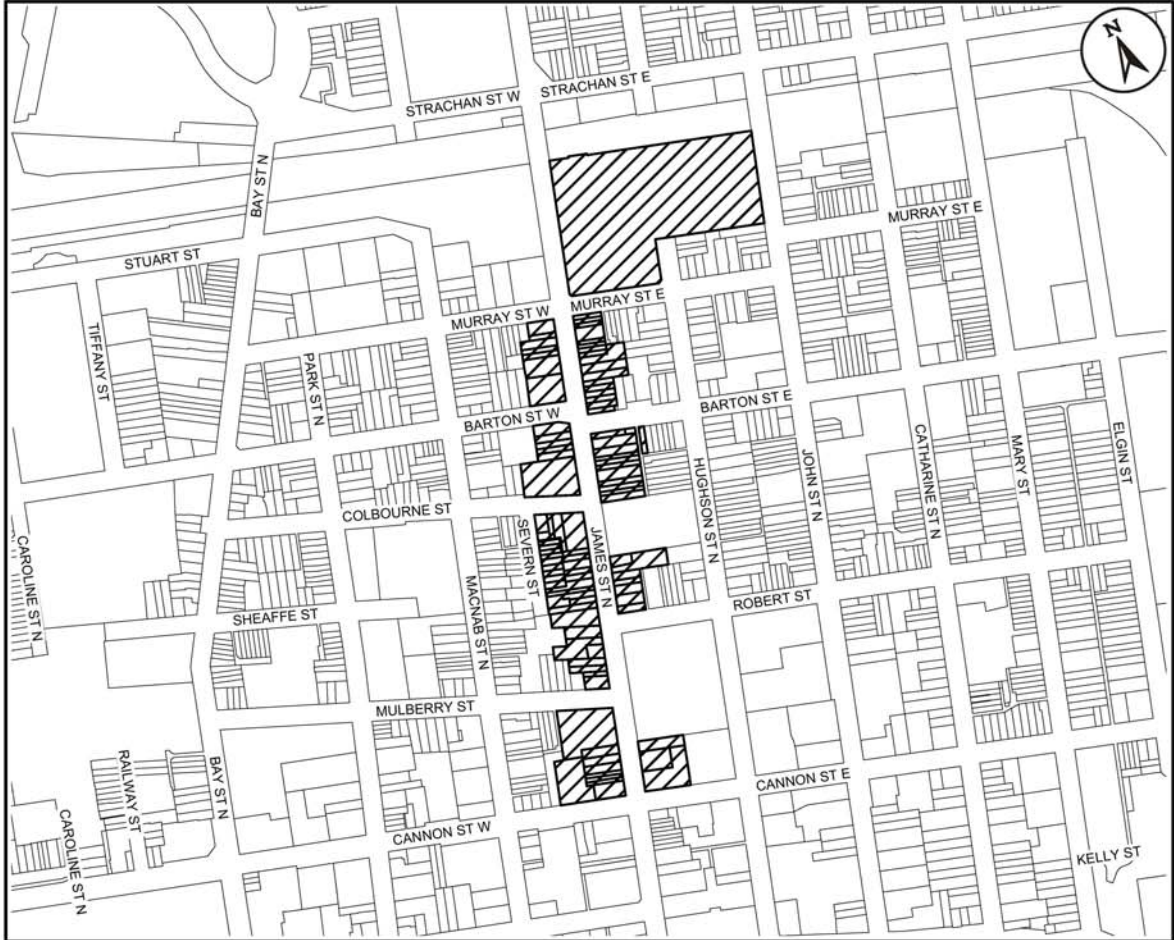 N
STRACHAN ST W
STRACHAN ST E
BAY ST N
MURRAY ST E
STUART ST
MURRAY ST W
MURRAY ST E
TIFFANY ST
PARK ST N
BARTON ST W
BARTON ST E
COLBOURNE ST
SEVERN ST
JAMES ST N
HUGHSON ST N
JOHN ST N
CATHARINE ST N
MARY ST
ELGIN ST
CAROLINE ST N
SHEAFFE ST
MACNAB ST N
ROBERT ST
MULBERRY ST
RAILWAY ST
BAY ST N
CANNON ST E
CAROLINE ST N
CANNON ST W
KELLY ST